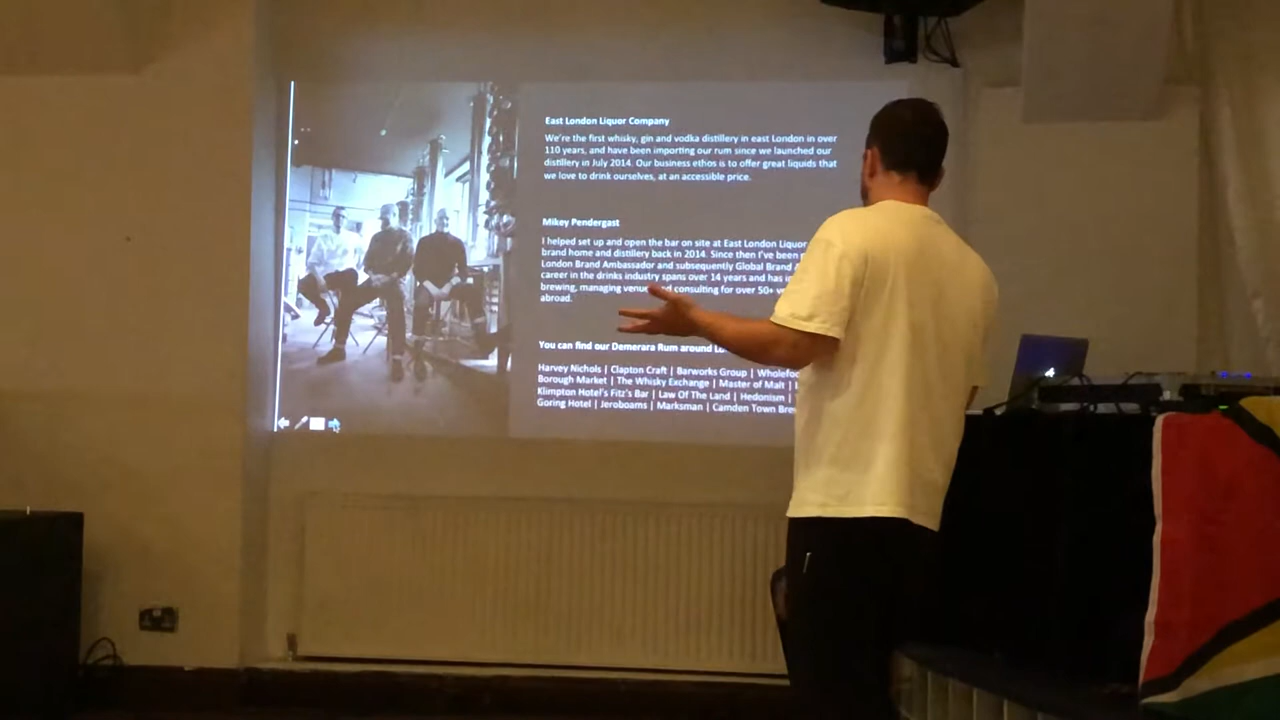 East London Liquor Company
We're the first whisky, gin and vodka distillery in east London in over
110 years, and have been importing our rum since we launched our
distillery in July 2014. Our business ethos is to offer great liquids that
we love to drink ourselves, at an accessible price.
Mikey Pendergast
I helped set up and open the bar on site at East London Liquor
brand home and distillery back in 2014. Since then I've been
London Brand Ambassador and subsequently Global Brand
career in the drinks industry spans over 14 years and has
brewing, managing consulting for over 50+
abroad.
You can find our Demerara Rum around
Harvey Nichols | Clapton Craft | Barworks Group |
Borough Market | The Whisky Exchange | Master of Malt |
Klimpton Hotel's Fitz's Bar | Law Of The Land | Hedonism |
Goring Hotel | Jeroboams | Marksman | Camden Town